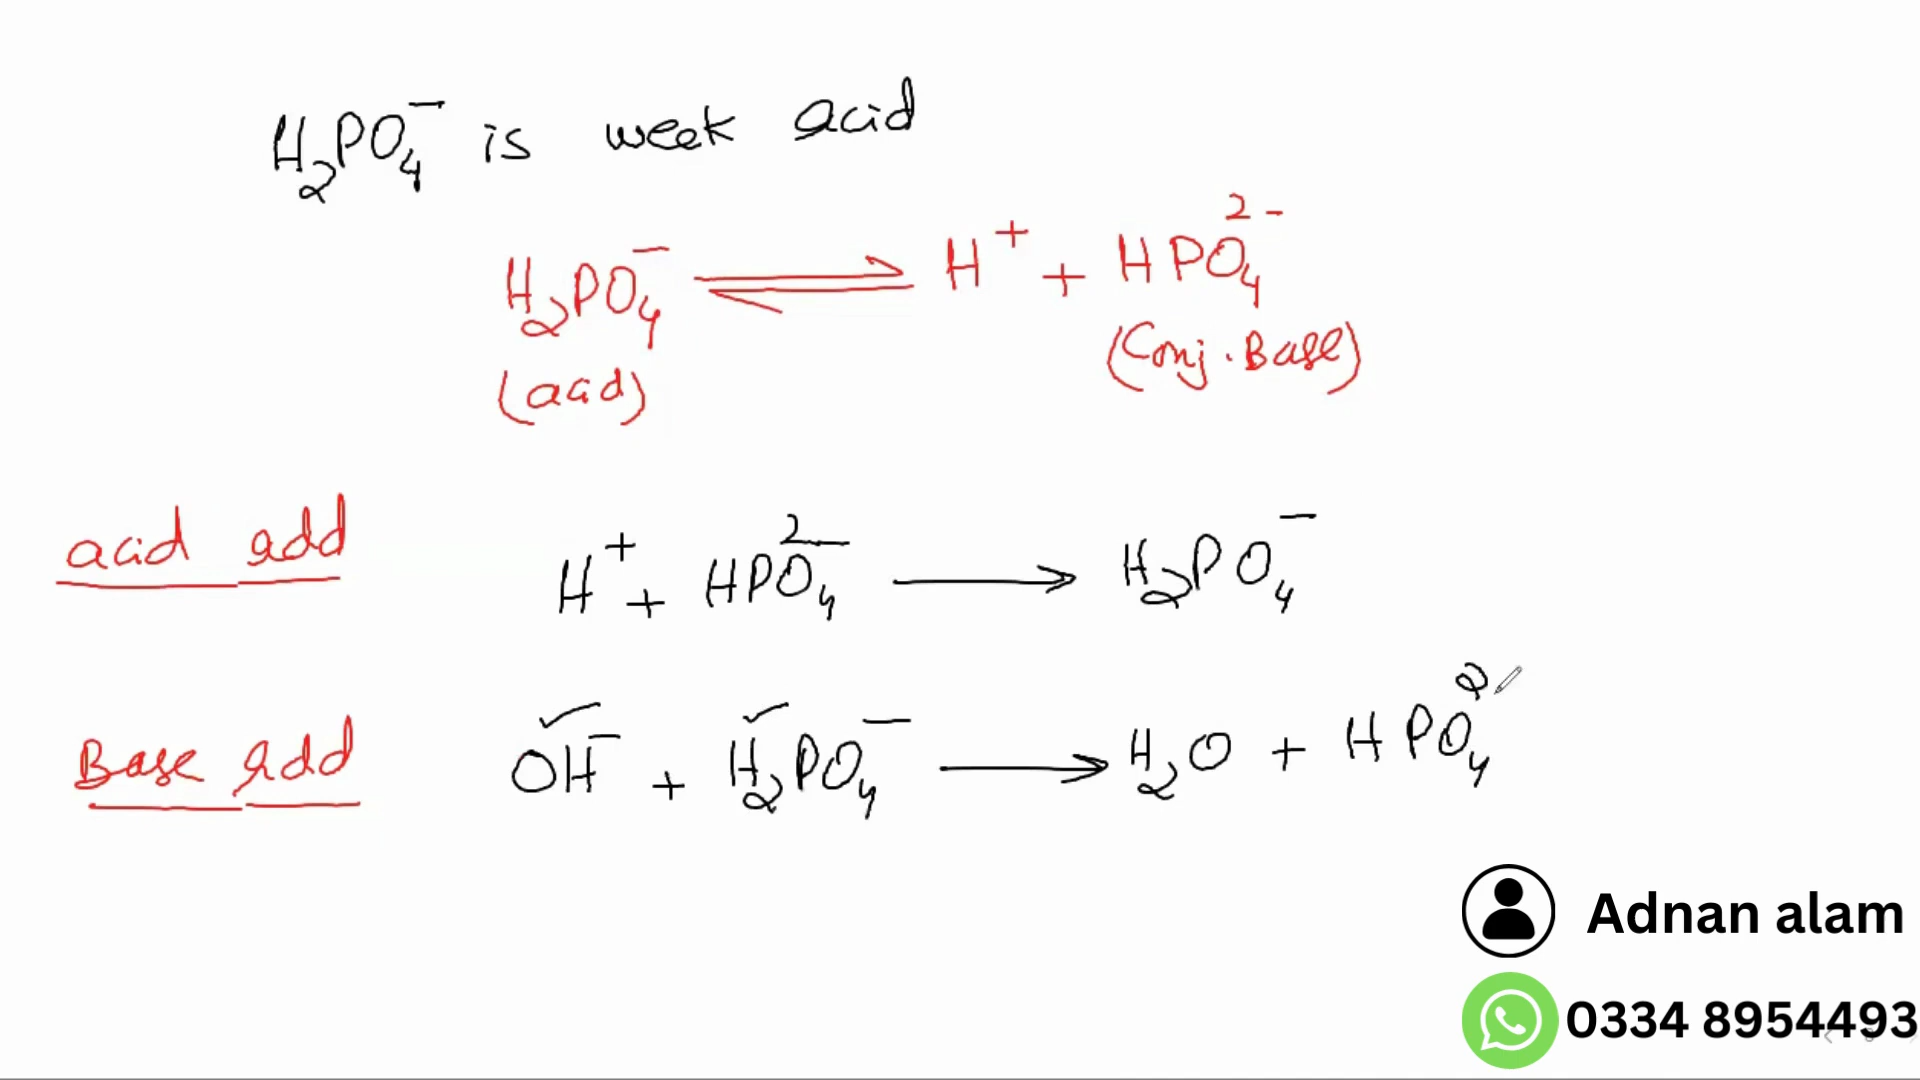 H₂PO₄⁻ is week acid
H₂PO₄⁻ ⇌ H⁺ + HPO₄²⁻
(acid) (Conj. Base)
acid add H⁺ + HPO₄²⁻ → H₂PO₄⁻
Base add OH⁻ + H₂PO₄⁻ → H₂O + HPO₄²
Adnan alam
0334 8954493